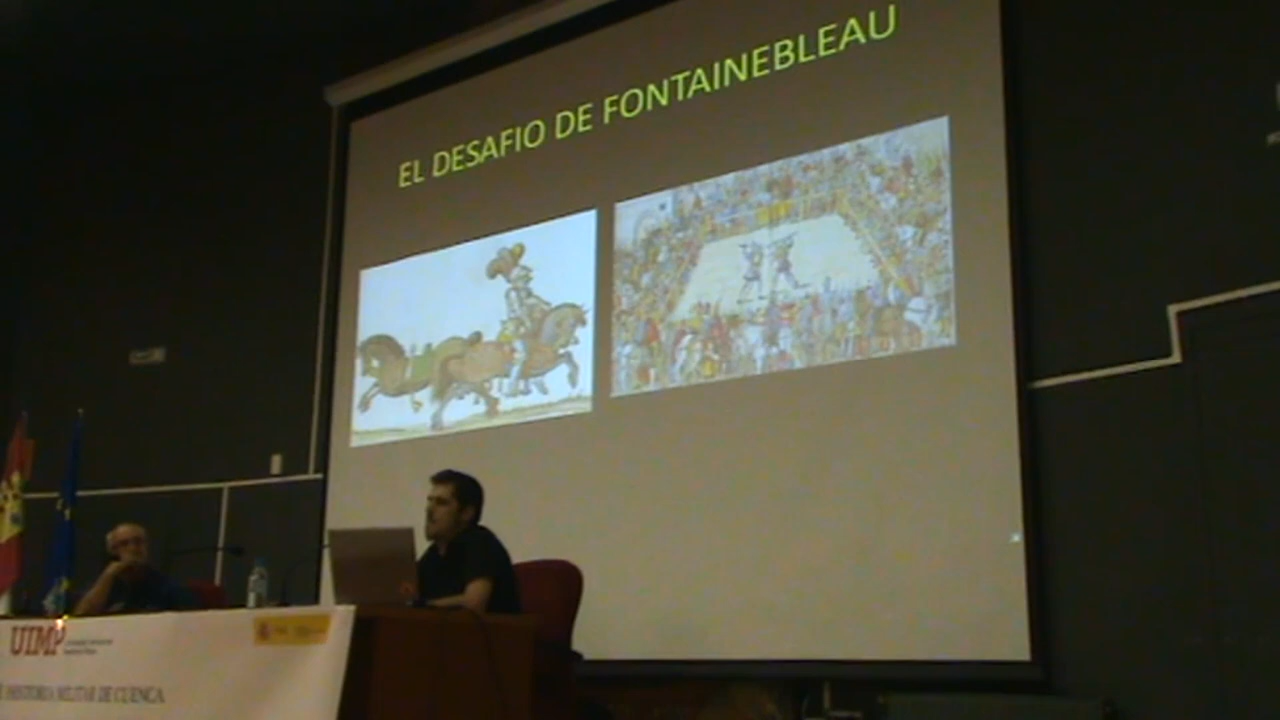 EL DESAFIO DE FONTAINEBLEAU
UIMP
HISTORIA MILITAR DE CUENCA